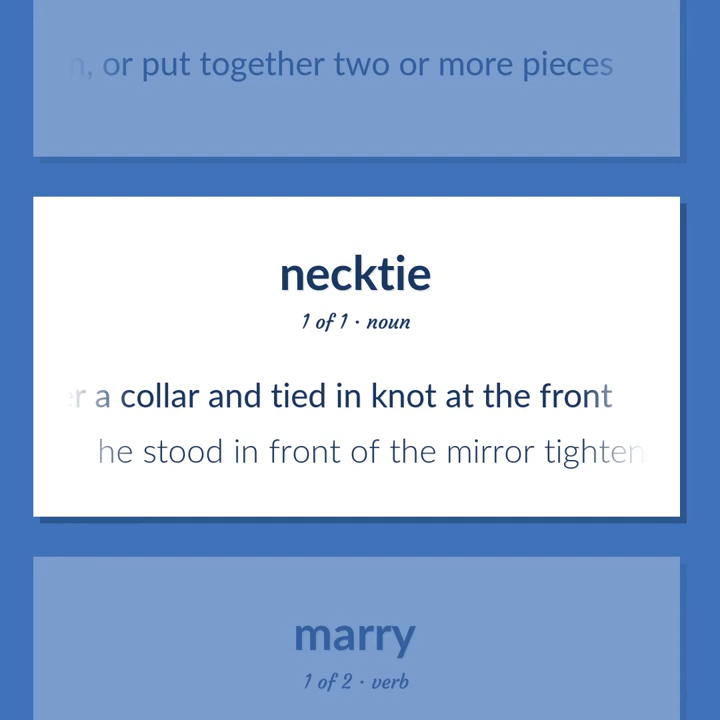 or put together two or more pieces
necktie
1 of 1 · noun
a collar and tied in knot at the front
he stood in front of the mirror tighten
marry
1 of 2 · verb